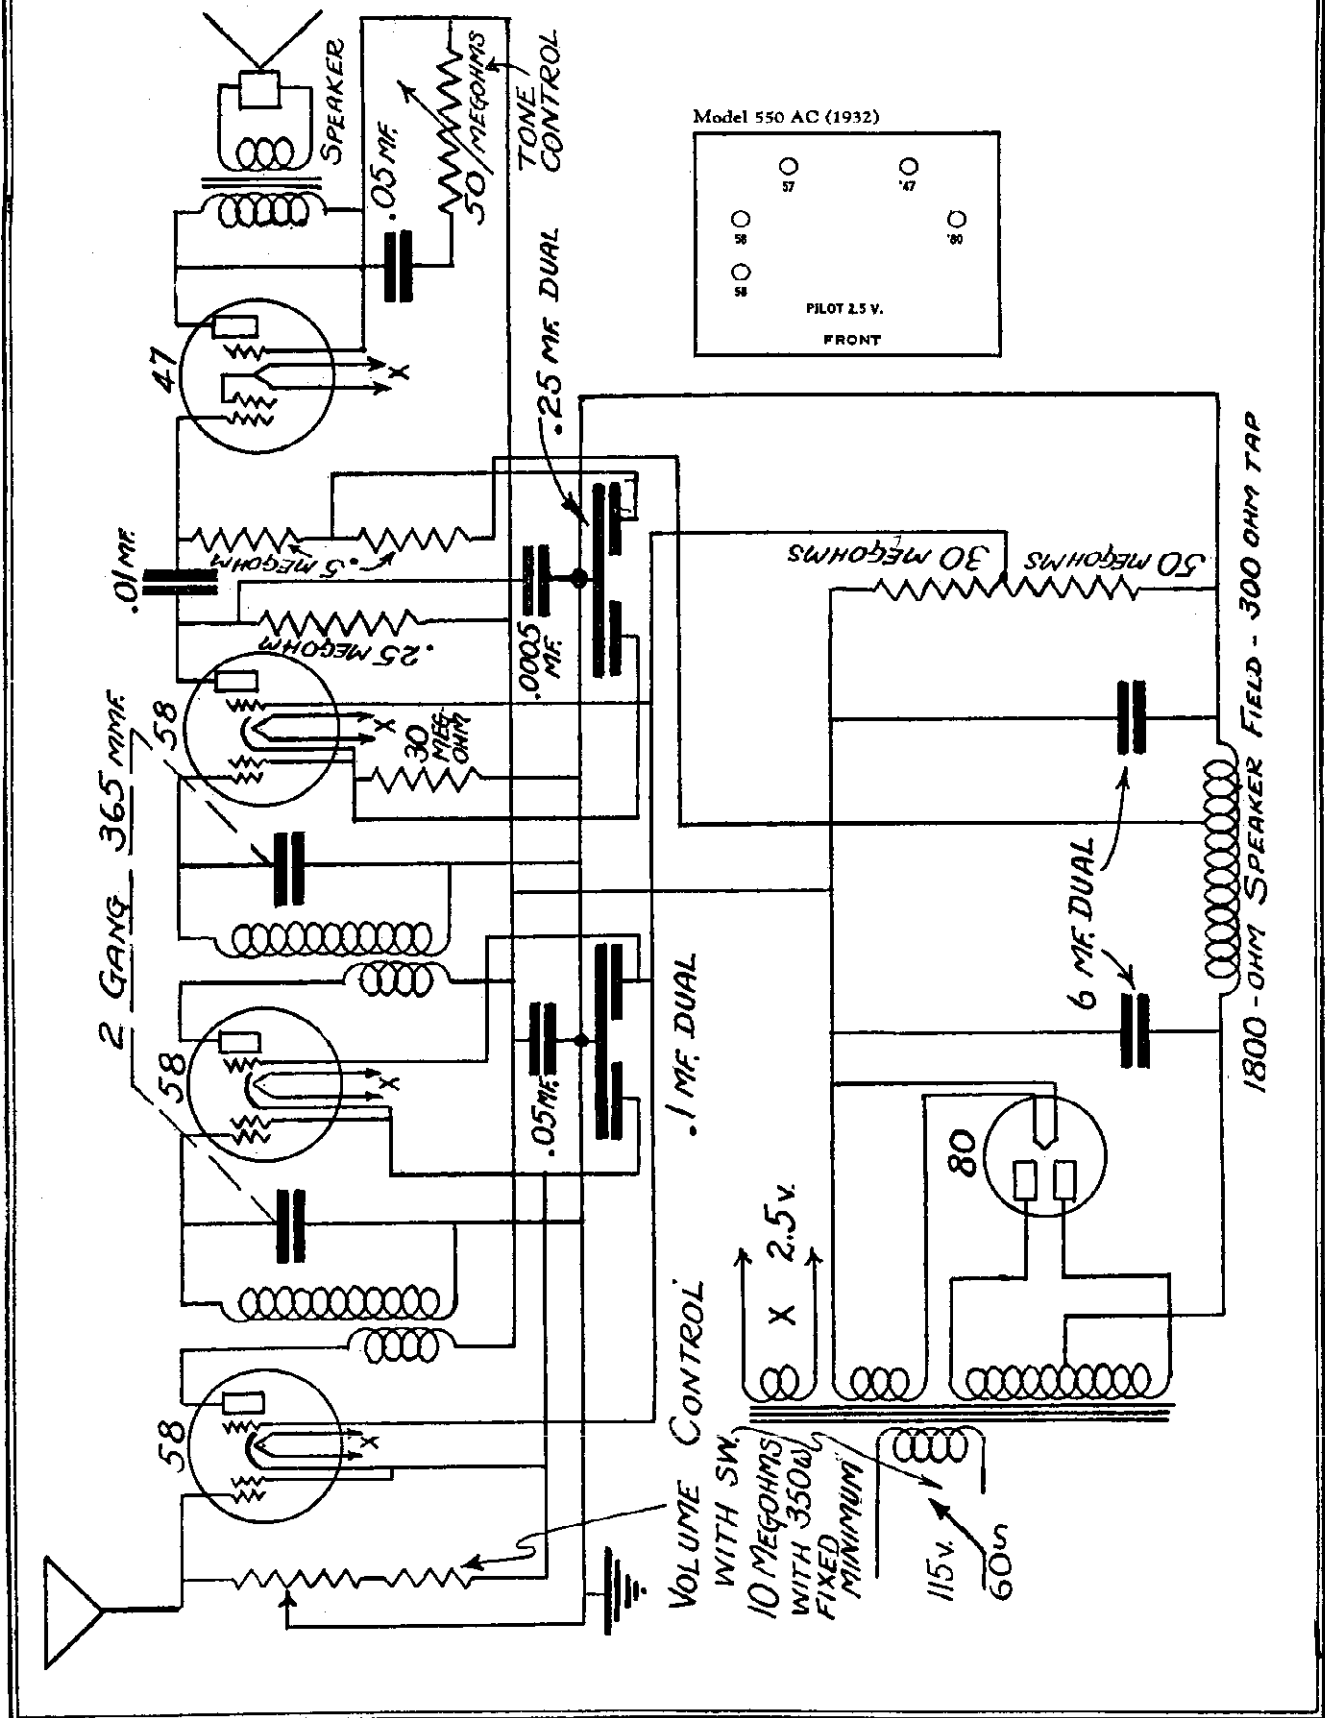 58
58
58
47
2 GANG 365 MMF.
.01 MF.
SPEAKER
.05 MF.
50 MEGOHMS
TONE
CONTROL
.5 MEGOHM
.25 MEGOHM
30
MEG-
OHM
.0005
MF.
.25 MF. DUAL
.05 MF.
.1 MF. DUAL
X
X
X
X
VOLUME CONTROL
WITH SW.
10 MEGOHMS
WITH 350ω
FIXED
MINIMUM
X 2.5 V.
115 V.
60 S
80
6 MF. DUAL
30 MEGOHMS
50 MEGOHMS
1800-OHM SPEAKER FIELD - 300 OHM TAP
Model 550 AC (1932)
57
'47
58
'80
58
PILOT 2.5 V.
FRONT